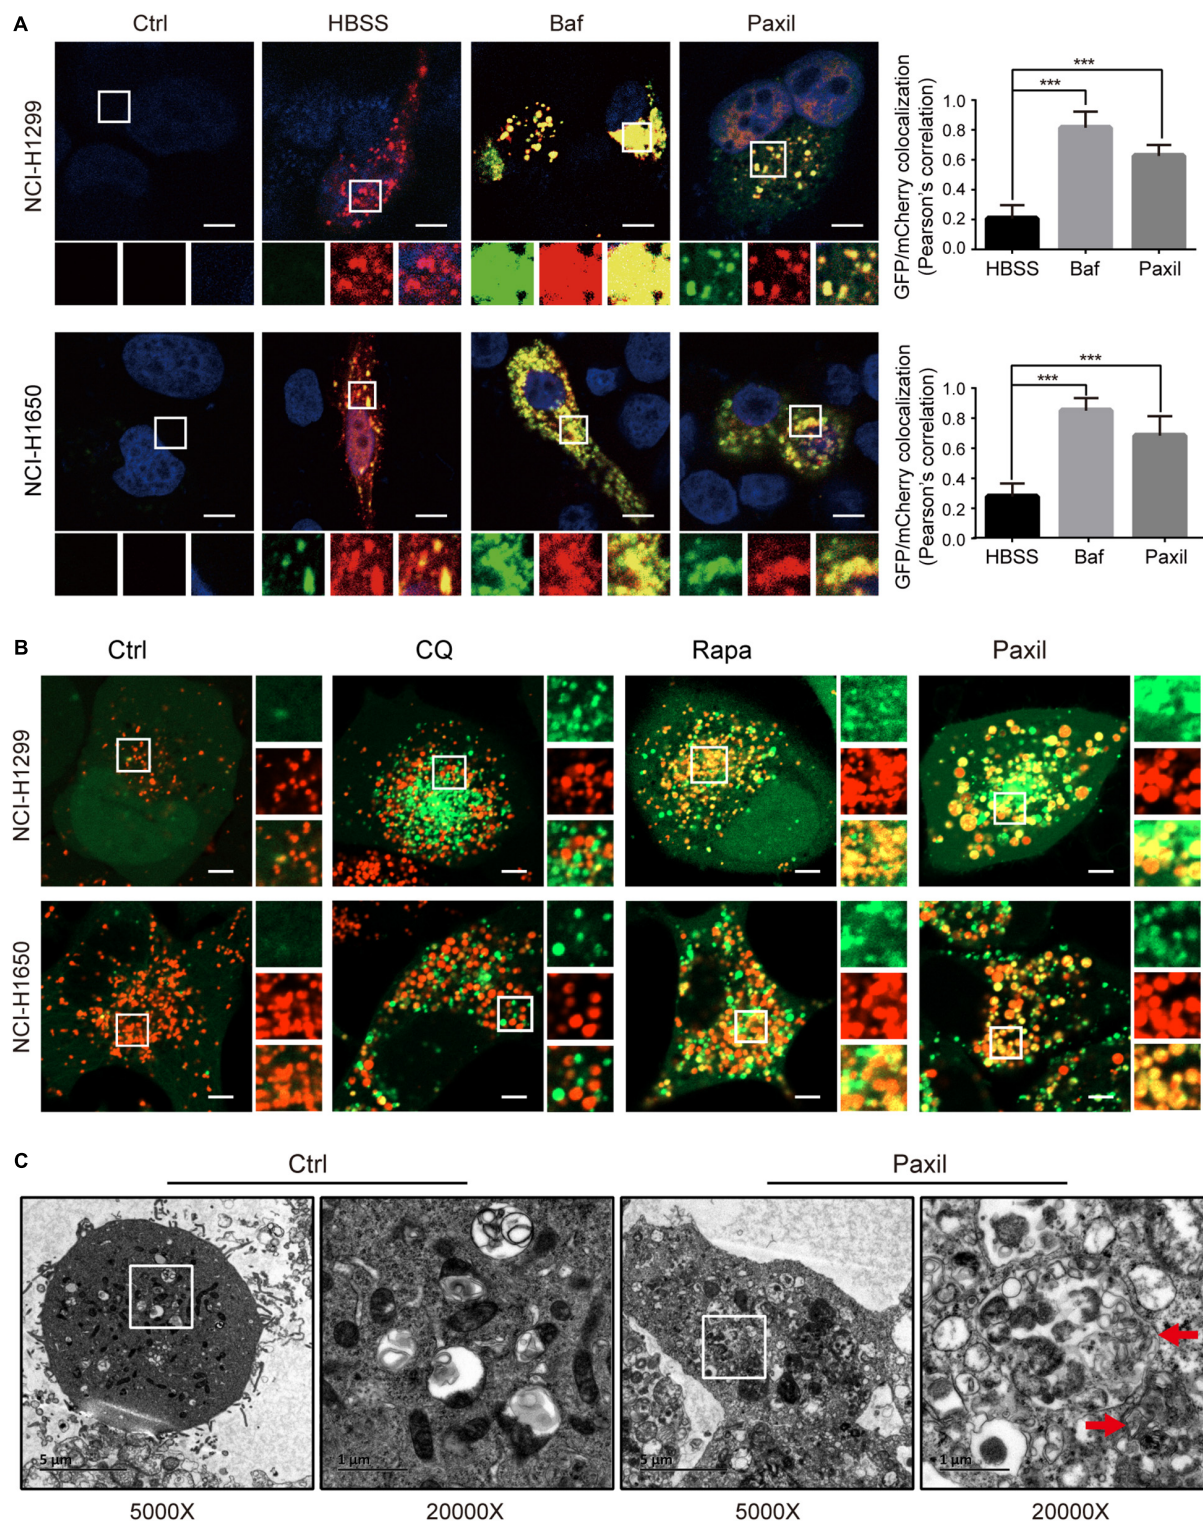 A
Ctrl HBSS Baf Paxil
NCI-H1299
GFP/mCherry colocalization
(Pearson's correlation)
***
***
1.0
0.8
0.6
0.4
0.2
0.0
HBSS Baf Paxil
NCI-H1650
GFP/mCherry colocalization
(Pearson's correlation)
***
***
1.0
0.8
0.6
0.4
0.2
0.0
HBSS Baf Paxil
B
Ctrl CQ Rapa Paxil
NCI-H1299
NCI-H1650
C
Ctrl Paxil
5 μm 1 μm 5 μm 1 μm
5000X 20000X 5000X 20000X